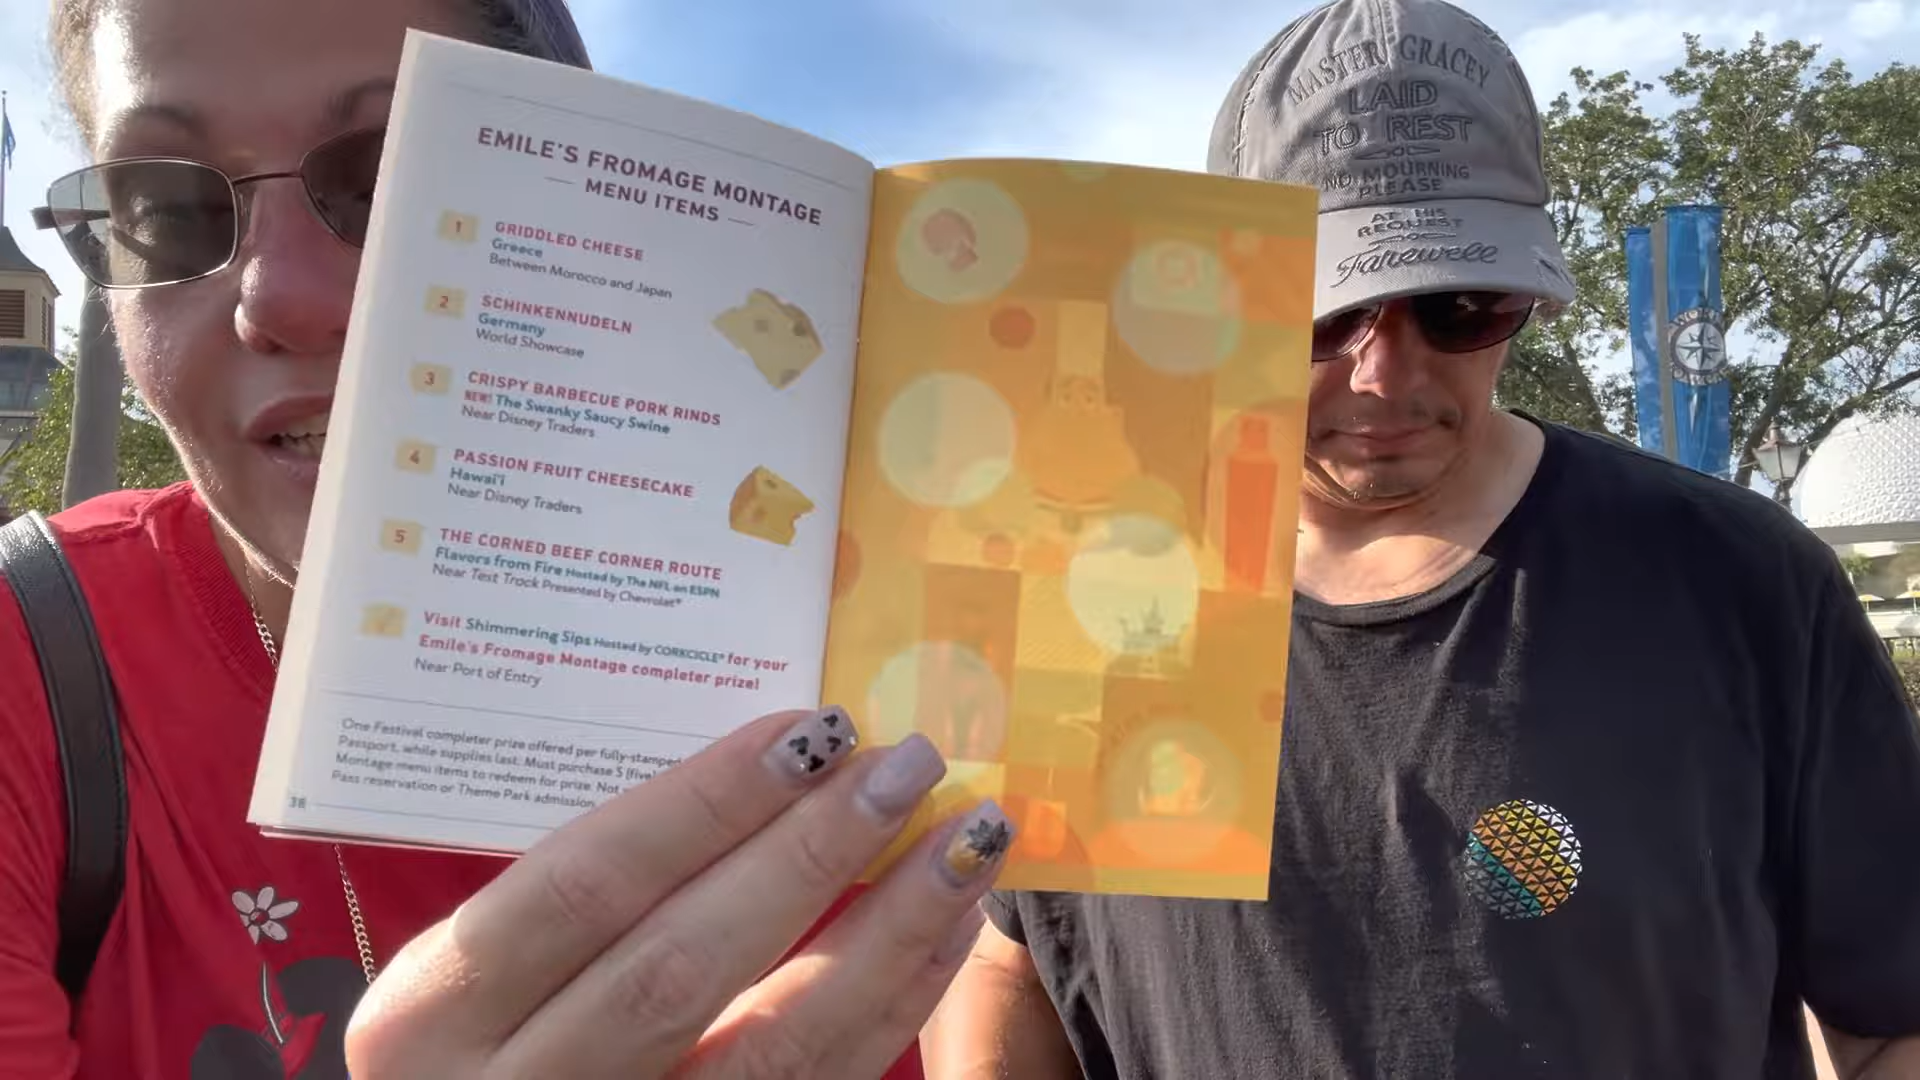 EMILE'S FROMAGE MONTAGE
MENU ITEMS
1
GRIDDLED CHEESE
Greece
Between Morocco and Japan
2
SCHINKENNUDELN
Germany
World Showcase
3
CRISPY BARBECUE PORK RINDS
NEW! The Swanky Saucy Swine
Near Disney Traders
4
PASSION FRUIT CHEESECAKE
Hawai'i
Near Disney Traders
5
THE CORNED BEEF CORNER ROUTE
Flavors from Fire Hosted by The NFL on ESPN
Near Test Track Presented by Chevrolet®
Visit Shimmering Sips Hosted by CORKCICLE® for your
Emile's Fromage Montage completer prize!
Near Port of Entry
One Festival completer prize offered per fully-stamped
Passport, while supplies last. Must purchase 5 (five)
Montage menu items to redeem for prize. Not
Pass reservation or Theme Park admission.
38
MASTER GRACEY
LAID
TO REST
NO MOURNING
PLEASE
AT HIS
REQUEST
Farewell